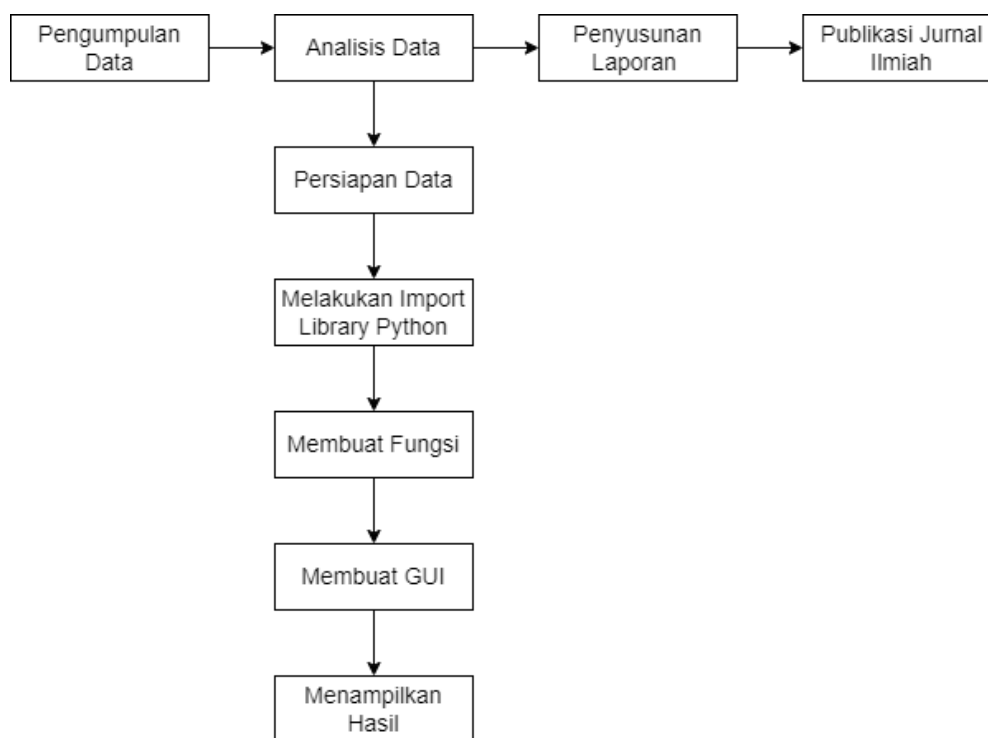 Pengumpulan
Data
Analisis Data
Penyusunan
Laporan
Publikasi Jurnal
Ilmiah
Persiapan Data
Melakukan Import
Library Python
Membuat Fungsi
Membuat GUI
Menampilkan
Hasil